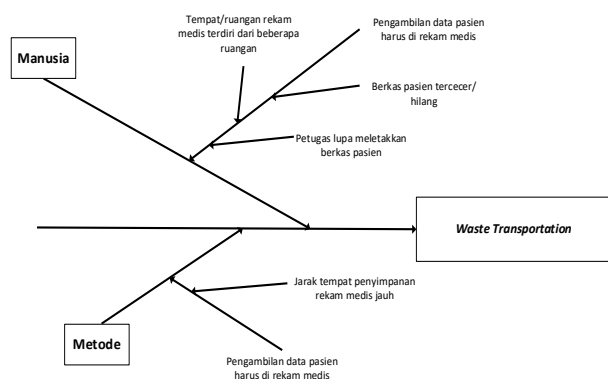 Tempat/ruangan rekam
medis terdiri dari beberapa
ruangan
Pengambilan data pasien
harus di rekam medis
Manusia
Berkas pasien tercecer/
hilang
Petugas lupa meletakkan
berkas pasien
Waste Transportation
Jarak tempat penyimpanan
rekam medis jauh
Metode
Pengambilan data pasien
harus di rekam medis